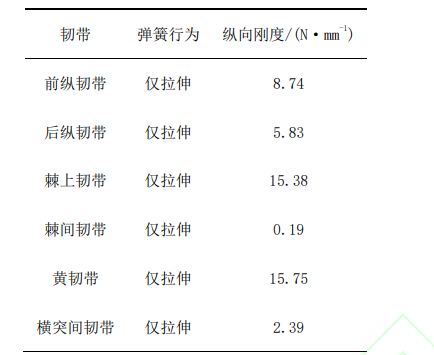 韧带 弹簧行为 纵向刚度/(N·mm⁻¹)
前纵韧带 仅拉伸 8.74
后纵韧带 仅拉伸 5.83
棘上韧带 仅拉伸 15.38
棘间韧带 仅拉伸 0.19
黄韧带 仅拉伸 15.75
横突间韧带 仅拉伸 2.39